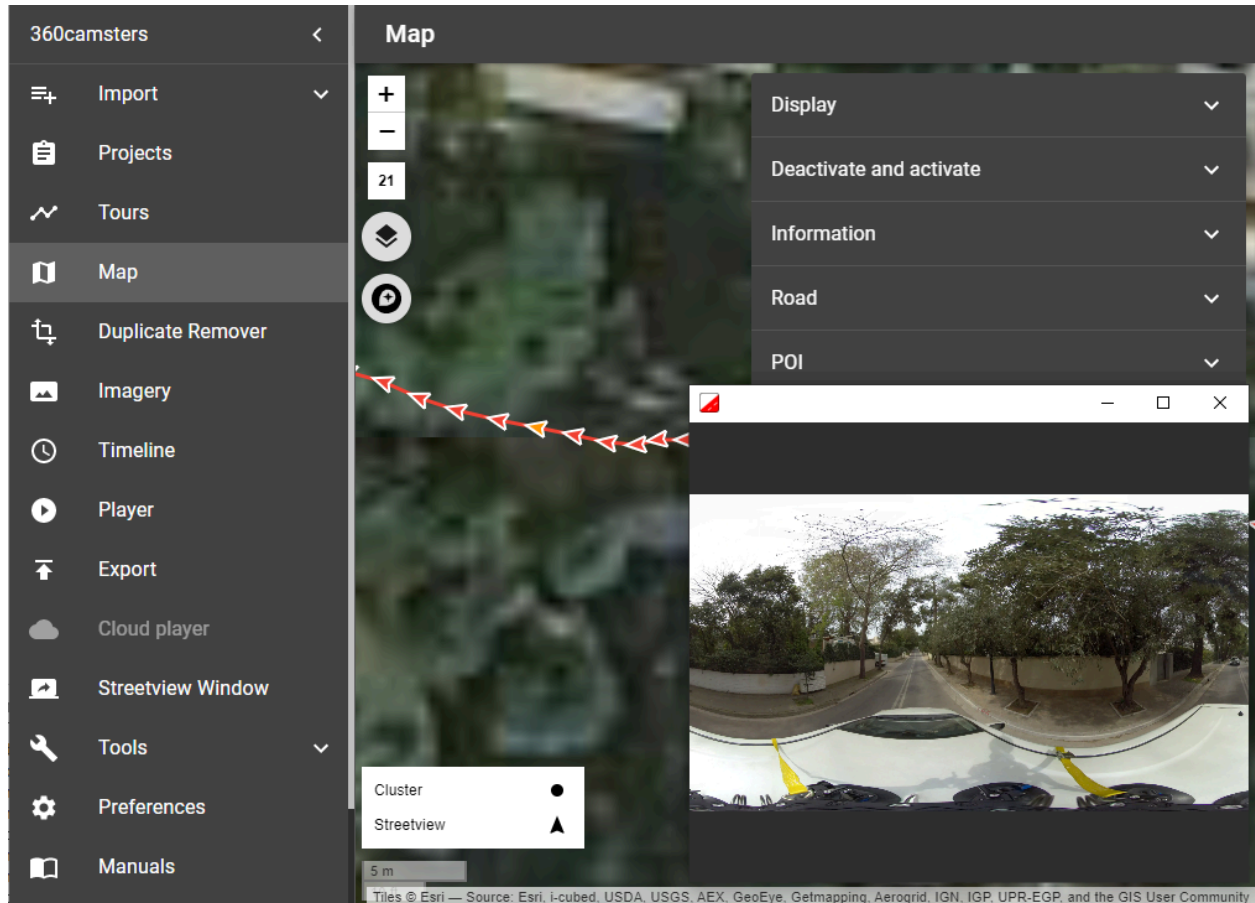 360camsters
Import
Projects
Tours
Map
Duplicate Remover
Imagery
Timeline
Player
Export
Cloud player
Streetview Window
Tools
Preferences
Manuals
Map
+
−
21
Display
Deactivate and activate
Information
Road
POI
Cluster
Streetview
5 m
Tiles © Esri — Source: Esri, i-cubed, USDA, USGS, AEX, GeoEye, Getmapping, Aerogrid, IGN, IGP, UPR-EGP, and the GIS User Community